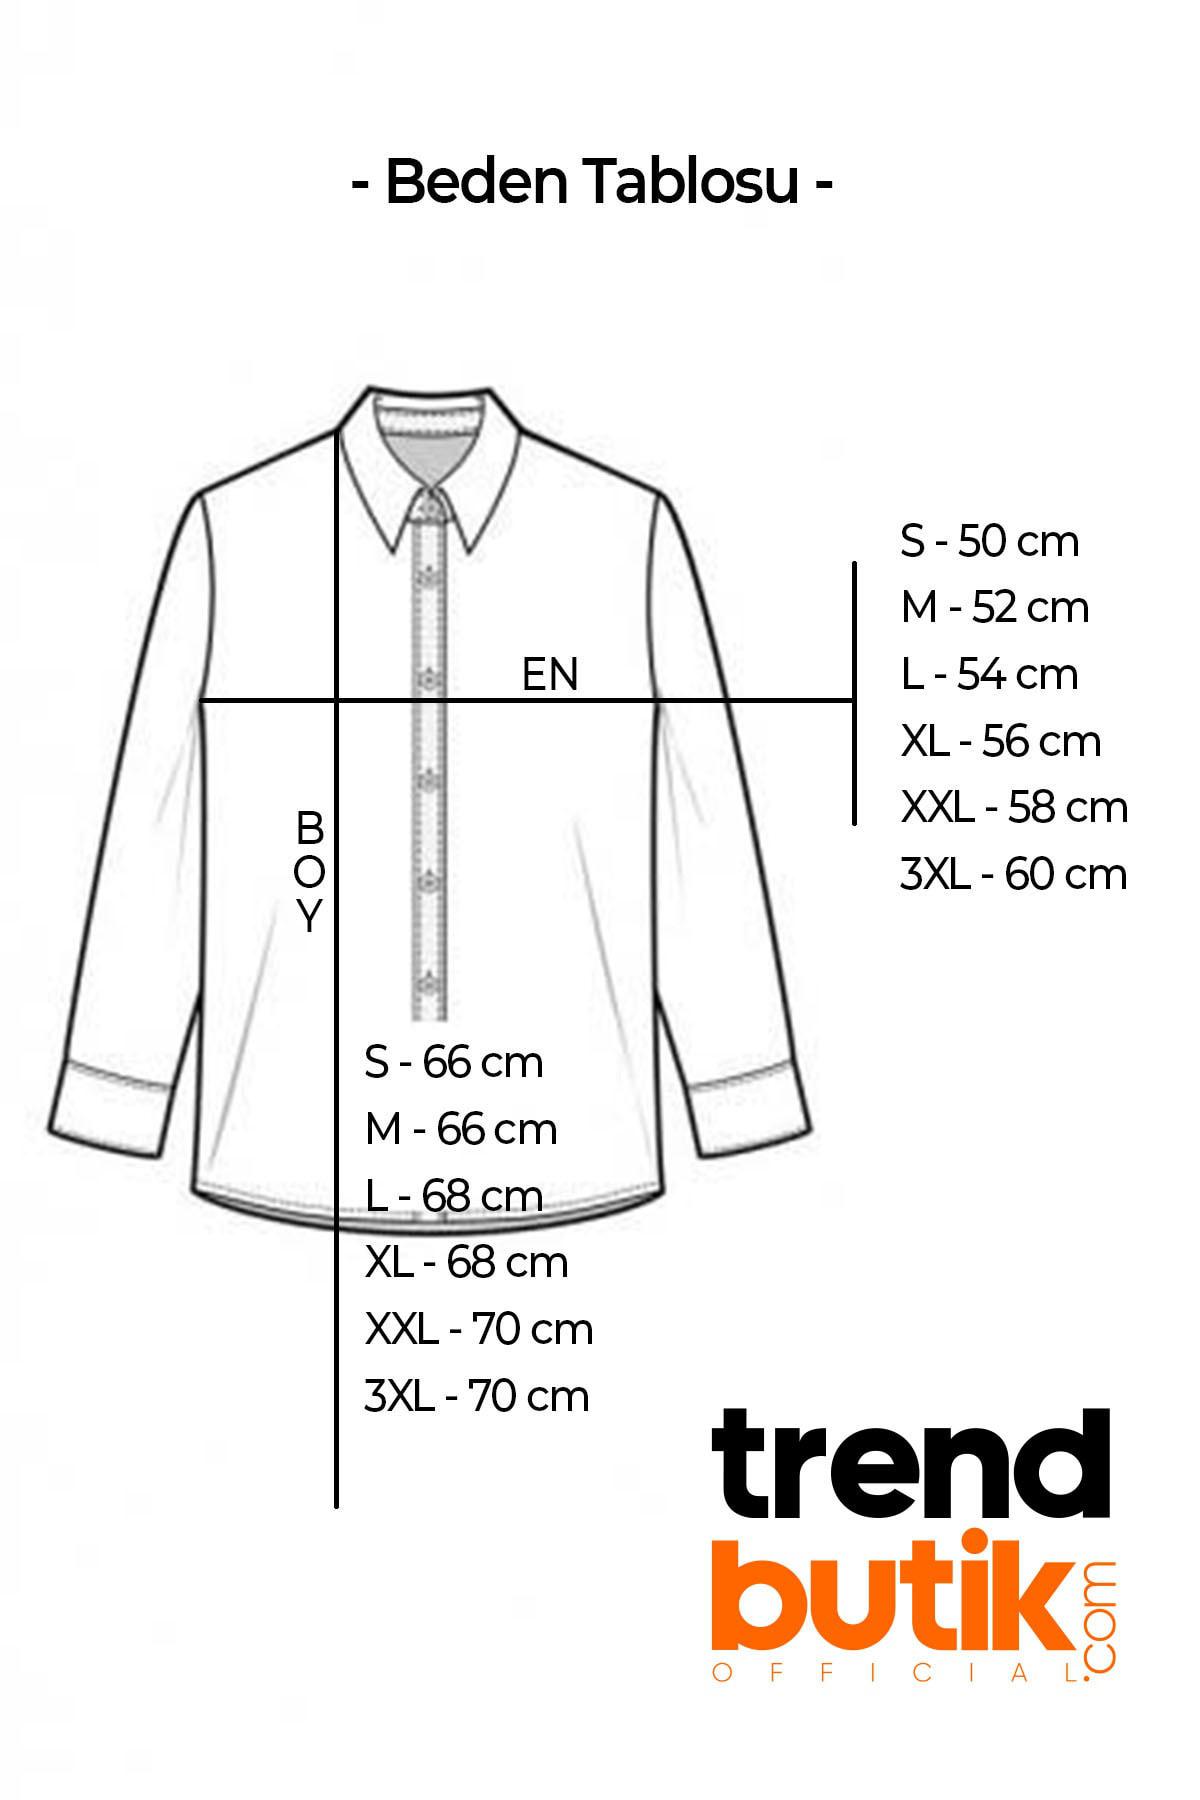 - Beden Tablosu -
EN
S - 50 cm
M - 52 cm
L - 54 cm
XL - 56 cm
XXL - 58 cm
3XL - 60 cm
BOY
S - 66 cm
M - 66 cm
L - 68 cm
XL - 68 cm
XXL - 70 cm
3XL - 70 cm
trend
butik
.com
OFFICIAL